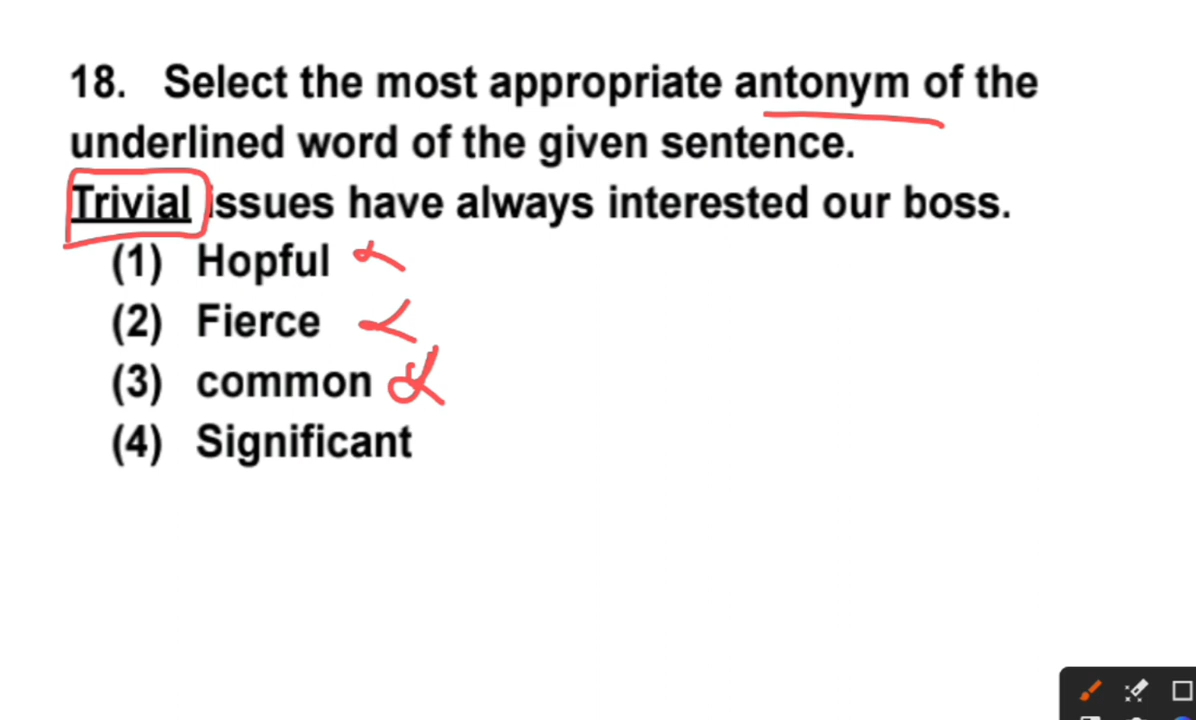 18. Select the most appropriate antonym of the
underlined word of the given sentence.
Trivial issues have always interested our boss.
(1) Hopful
(2) Fierce
(3) common
(4) Significant